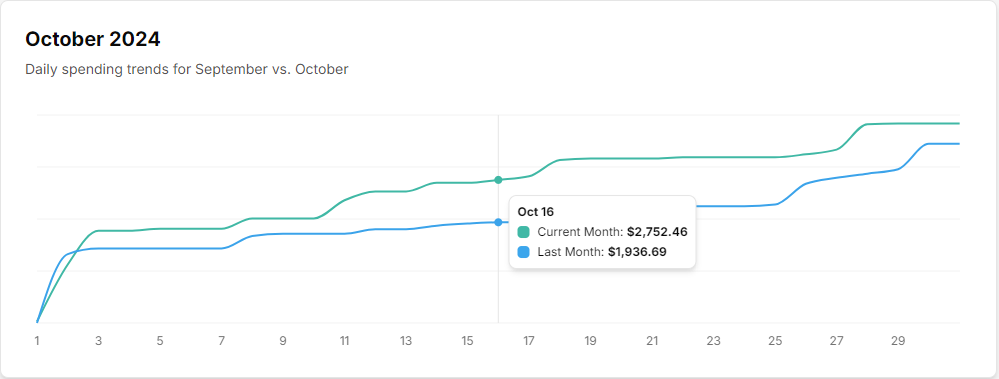 October 2024
Daily spending trends for September vs. October
Oct 16
Current Month: $2,752.46
Last Month: $1,936.69
1 3 5 7 9 11 13 15 17 19 21 23 25 27 29